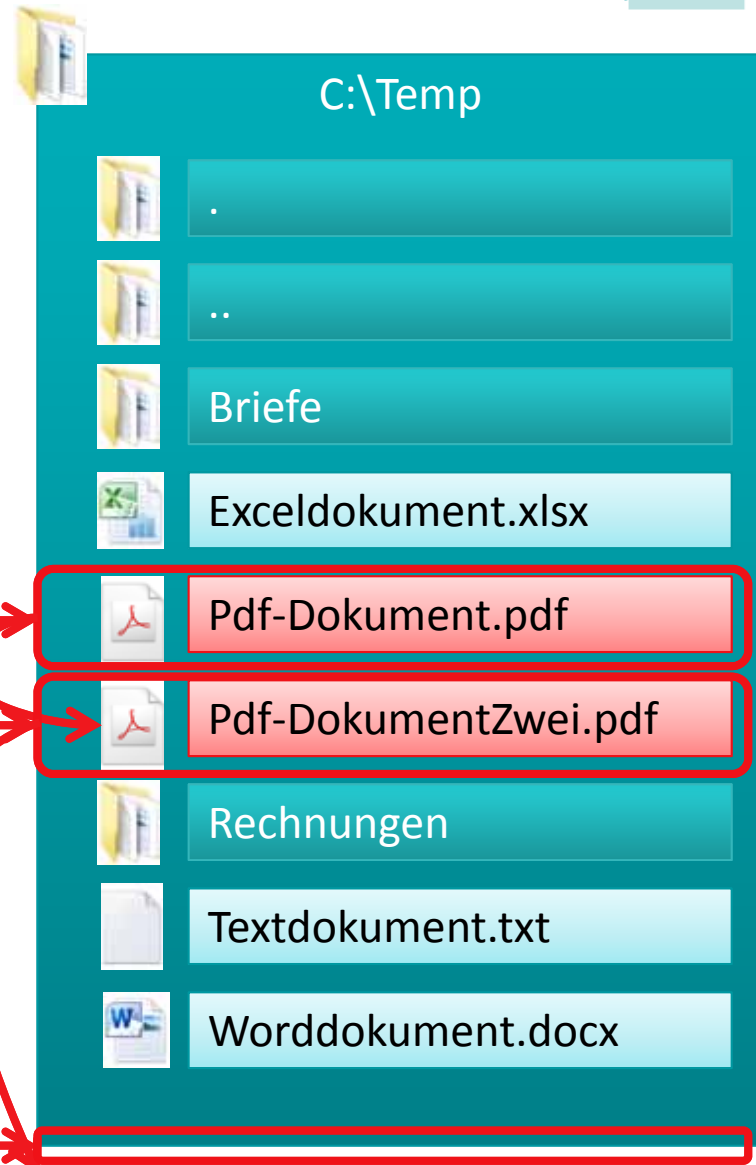 C:\Temp
.
..
Briefe
Exceldokument.xlsx
Pdf-Dokument.pdf
Pdf-DokumentZwei.pdf
Rechnungen
Textdokument.txt
Worddokument.docx